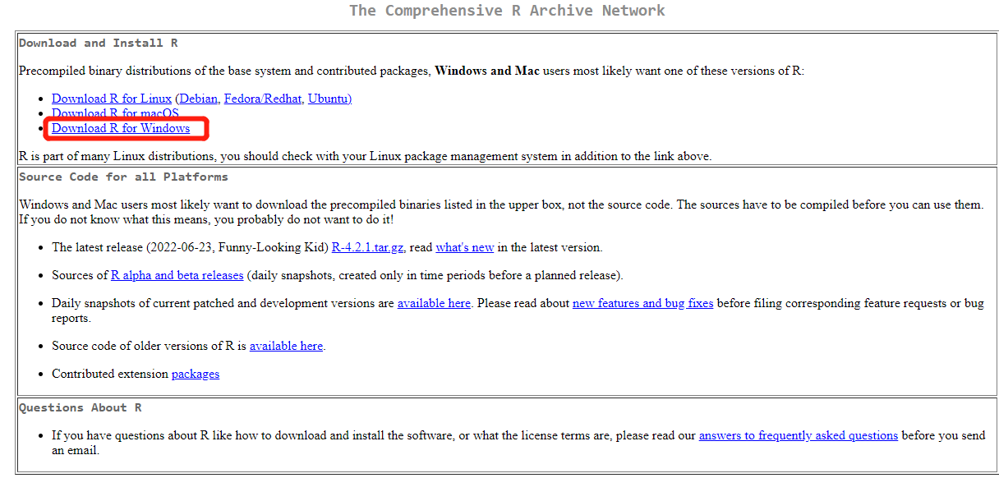 The Comprehensive R Archive Network
Download and Install R
Precompiled binary distributions of the base system and contributed packages, Windows and Mac users most likely want one of these versions of R:
Download R for Linux (Debian, Fedora/Redhat, Ubuntu)
Download R for macOS
Download R for Windows
R is part of many Linux distributions, you should check with your Linux package management system in addition to the link above.
Source Code for all Platforms
Windows and Mac users most likely want to download the precompiled binaries listed in the upper box, not the source code. The sources have to be compiled before you can use them.
If you do not know what this means, you probably do not want to do it!
The latest release (2022-06-23, Funny-Looking Kid) R-4.2.1.tar.gz, read what's new in the latest version.
Sources of R alpha and beta releases (daily snapshots, created only in time periods before a planned release).
Daily snapshots of current patched and development versions are available here. Please read about new features and bug fixes before filing corresponding feature requests or bug
reports.
Source code of older versions of R is available here.
Contributed extension packages
Questions About R
If you have questions about R like how to download and install the software, or what the license terms are, please read our answers to frequently asked questions before you send
an email.